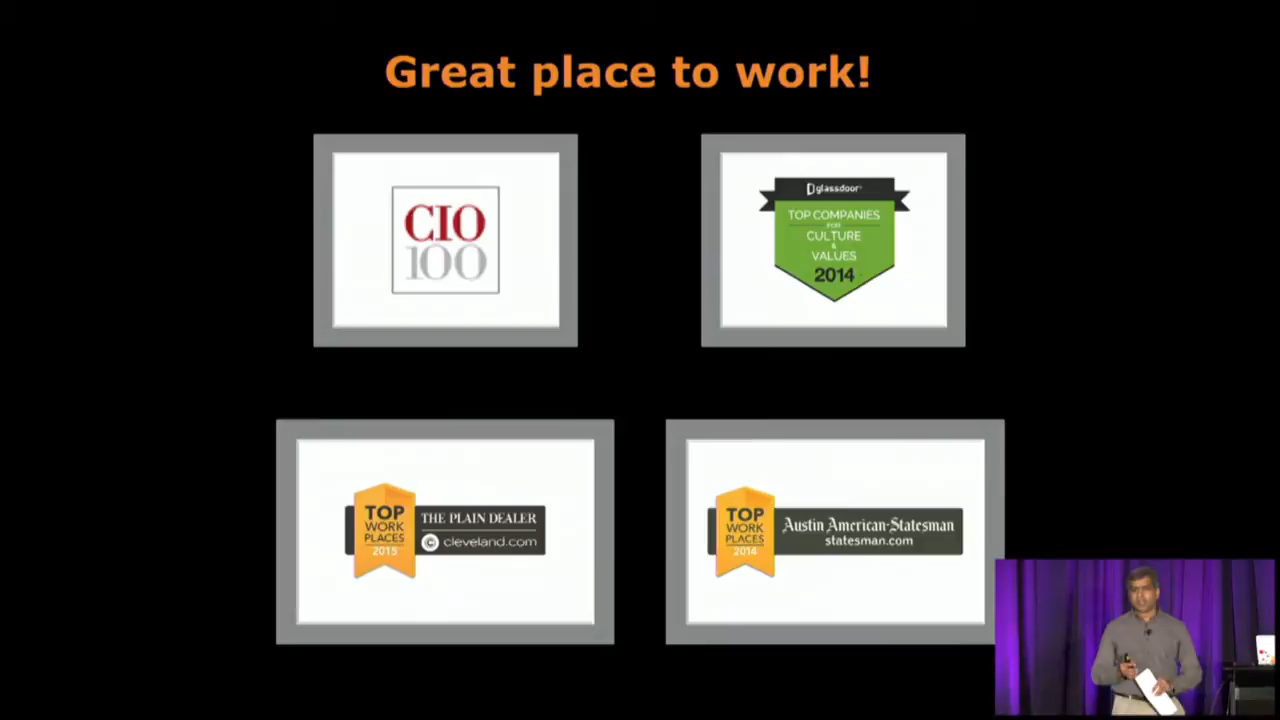 Great place to work!
CIO
100
glassdoor
TOP COMPANIES
FOR
CULTURE
&
VALUES
2014
TOP
WORK
PLACES
2015
THE PLAIN DEALER
cleveland.com
TOP
WORK
PLACES
2014
Austin American-Statesman
statesman.com